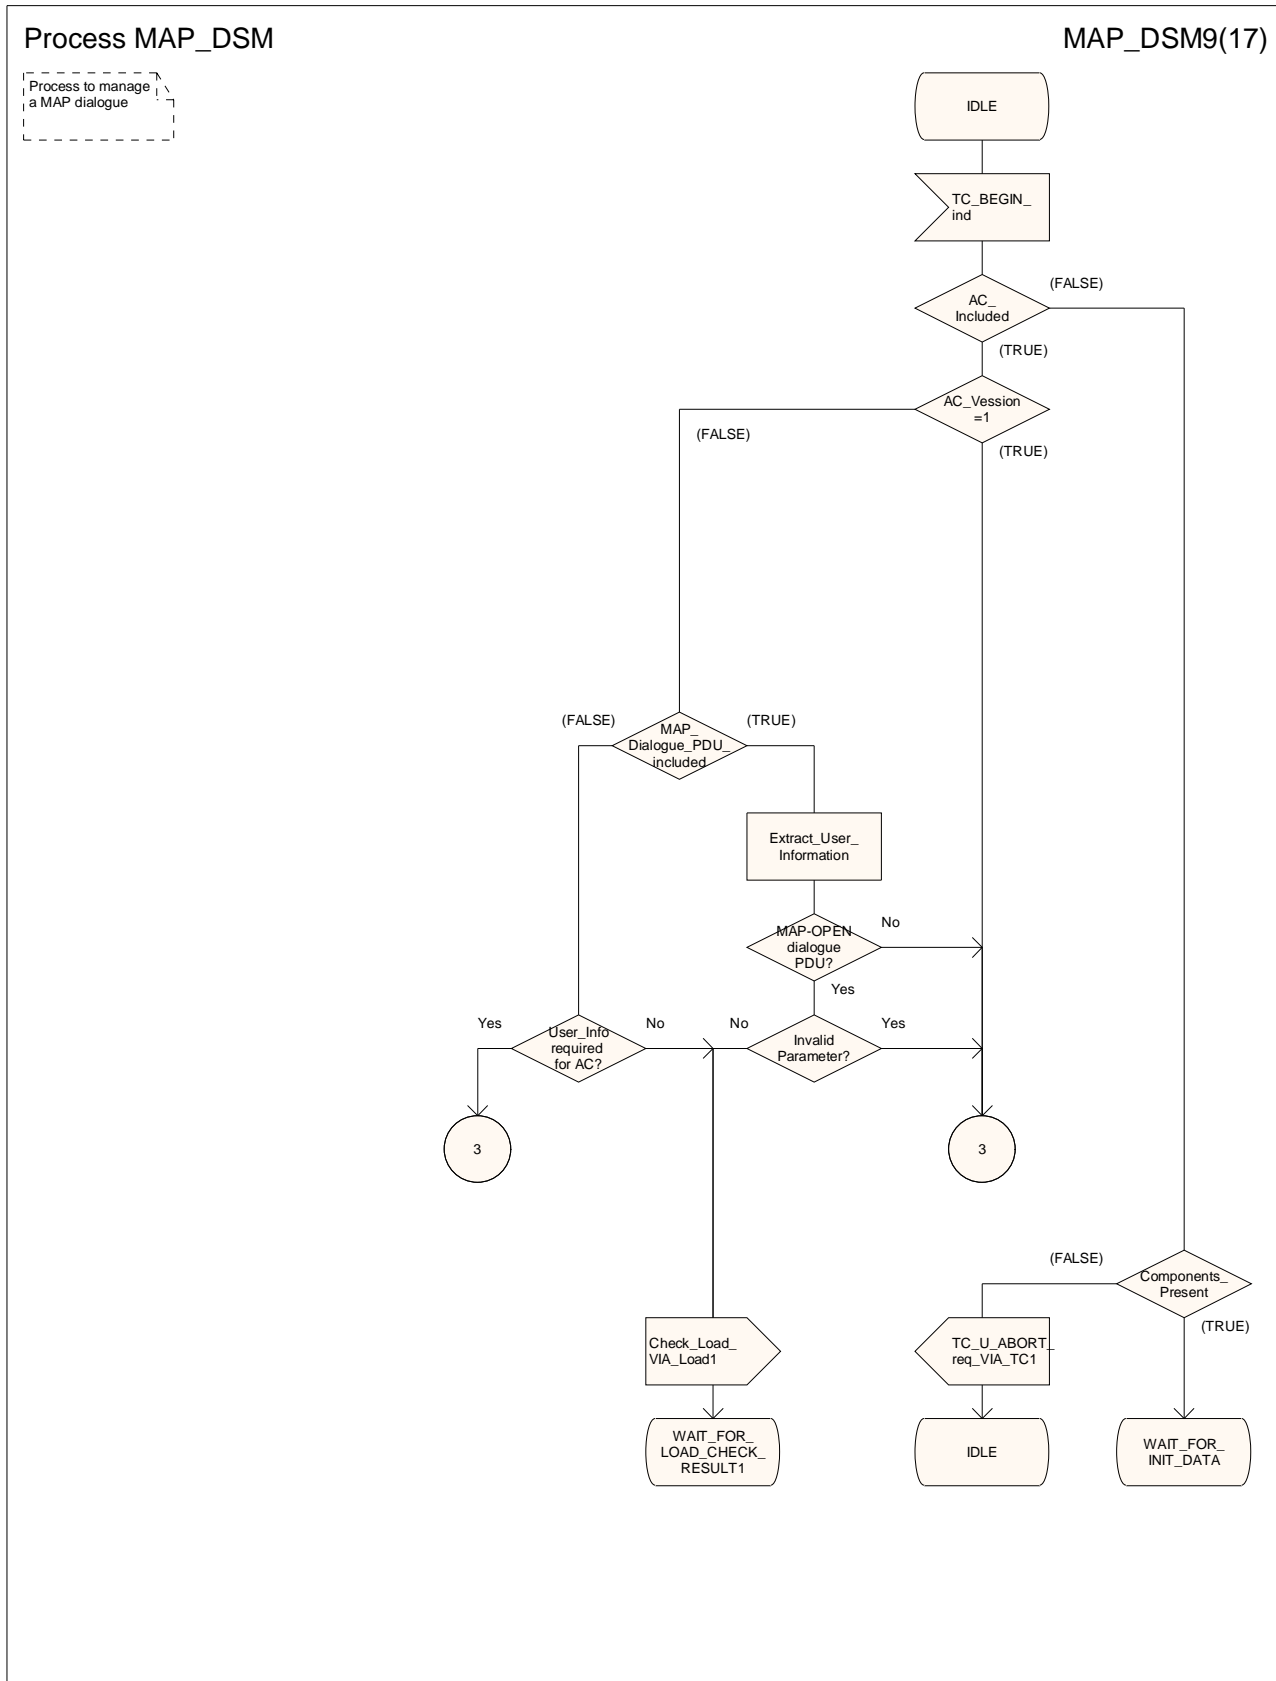 Process MAP_DSM
MAP_DSM9(17)
Process to manage
a MAP dialogue
IDLE
TC_BEGIN_
ind
AC_
Included
(FALSE)
(TRUE)
AC_Vession
=1
(FALSE)
(TRUE)
MAP_
Dialogue_PDU_
included
(FALSE)
(TRUE)
Extract_User_
Information
MAP-OPEN
dialogue
PDU?
No
Yes
User_Info
required
for AC?
Yes
No
Invalid
Parameter?
No
Yes
3
3
Components_
Present
(FALSE)
(TRUE)
Check_Load_
VIA_Load1
TC_U_ABORT_
req_VIA_TC1
WAIT_FOR_
LOAD_CHECK_
RESULT1
IDLE
WAIT_FOR_
INIT_DATA